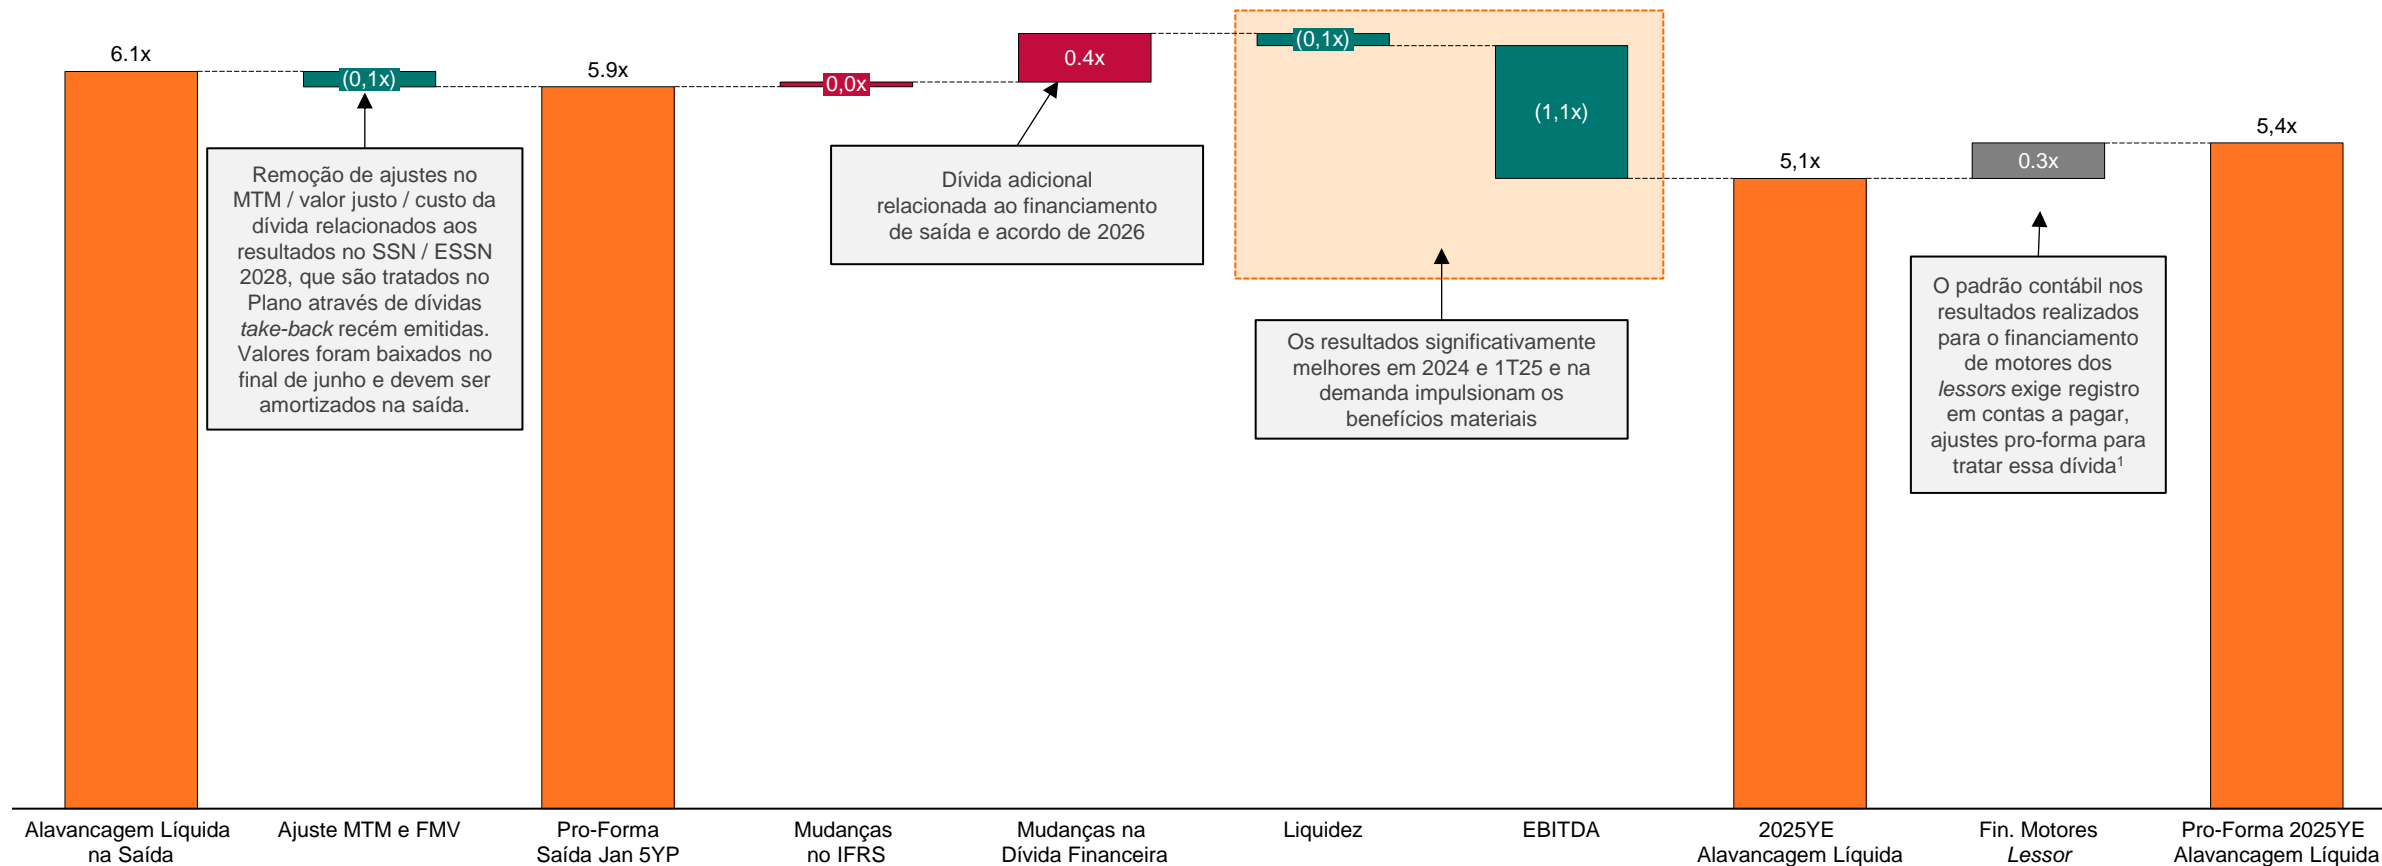 6.1x
(0,1x)
5.9x
0,0x
0.4x
(0,1x)
(1,1x)
5,1x
0.3x
5,4x
Remoção de ajustes no
MTM / valor justo / custo da
dívida relacionados aos
resultados no SSN / ESSN
2028, que são tratados no
Plano através de dívidas
take-back recém emitidas.
Valores foram baixados no
final de junho e devem ser
amortizados na saída.
Dívida adicional
relacionada ao financiamento
de saída e acordo de 2026
Os resultados significativamente
melhores em 2024 e 1T25 e na
demanda impulsionam os
benefícios materiais
O padrão contábil nos
resultados realizados
para o financiamento
de motores dos
lessors exige registro
em contas a pagar,
ajustes pro-forma para
tratar essa dívida¹
Alavancagem Líquida
na Saída
Ajuste MTM e FMV
Pro-Forma
Saída Jan 5YP
Mudanças
no IFRS
Mudanças na
Dívida Financeira
Liquidez
EBITDA
2025YE
Alavancagem Líquida
Fin. Motores
Lessor
Pro-Forma 2025YE
Alavancagem Líquida